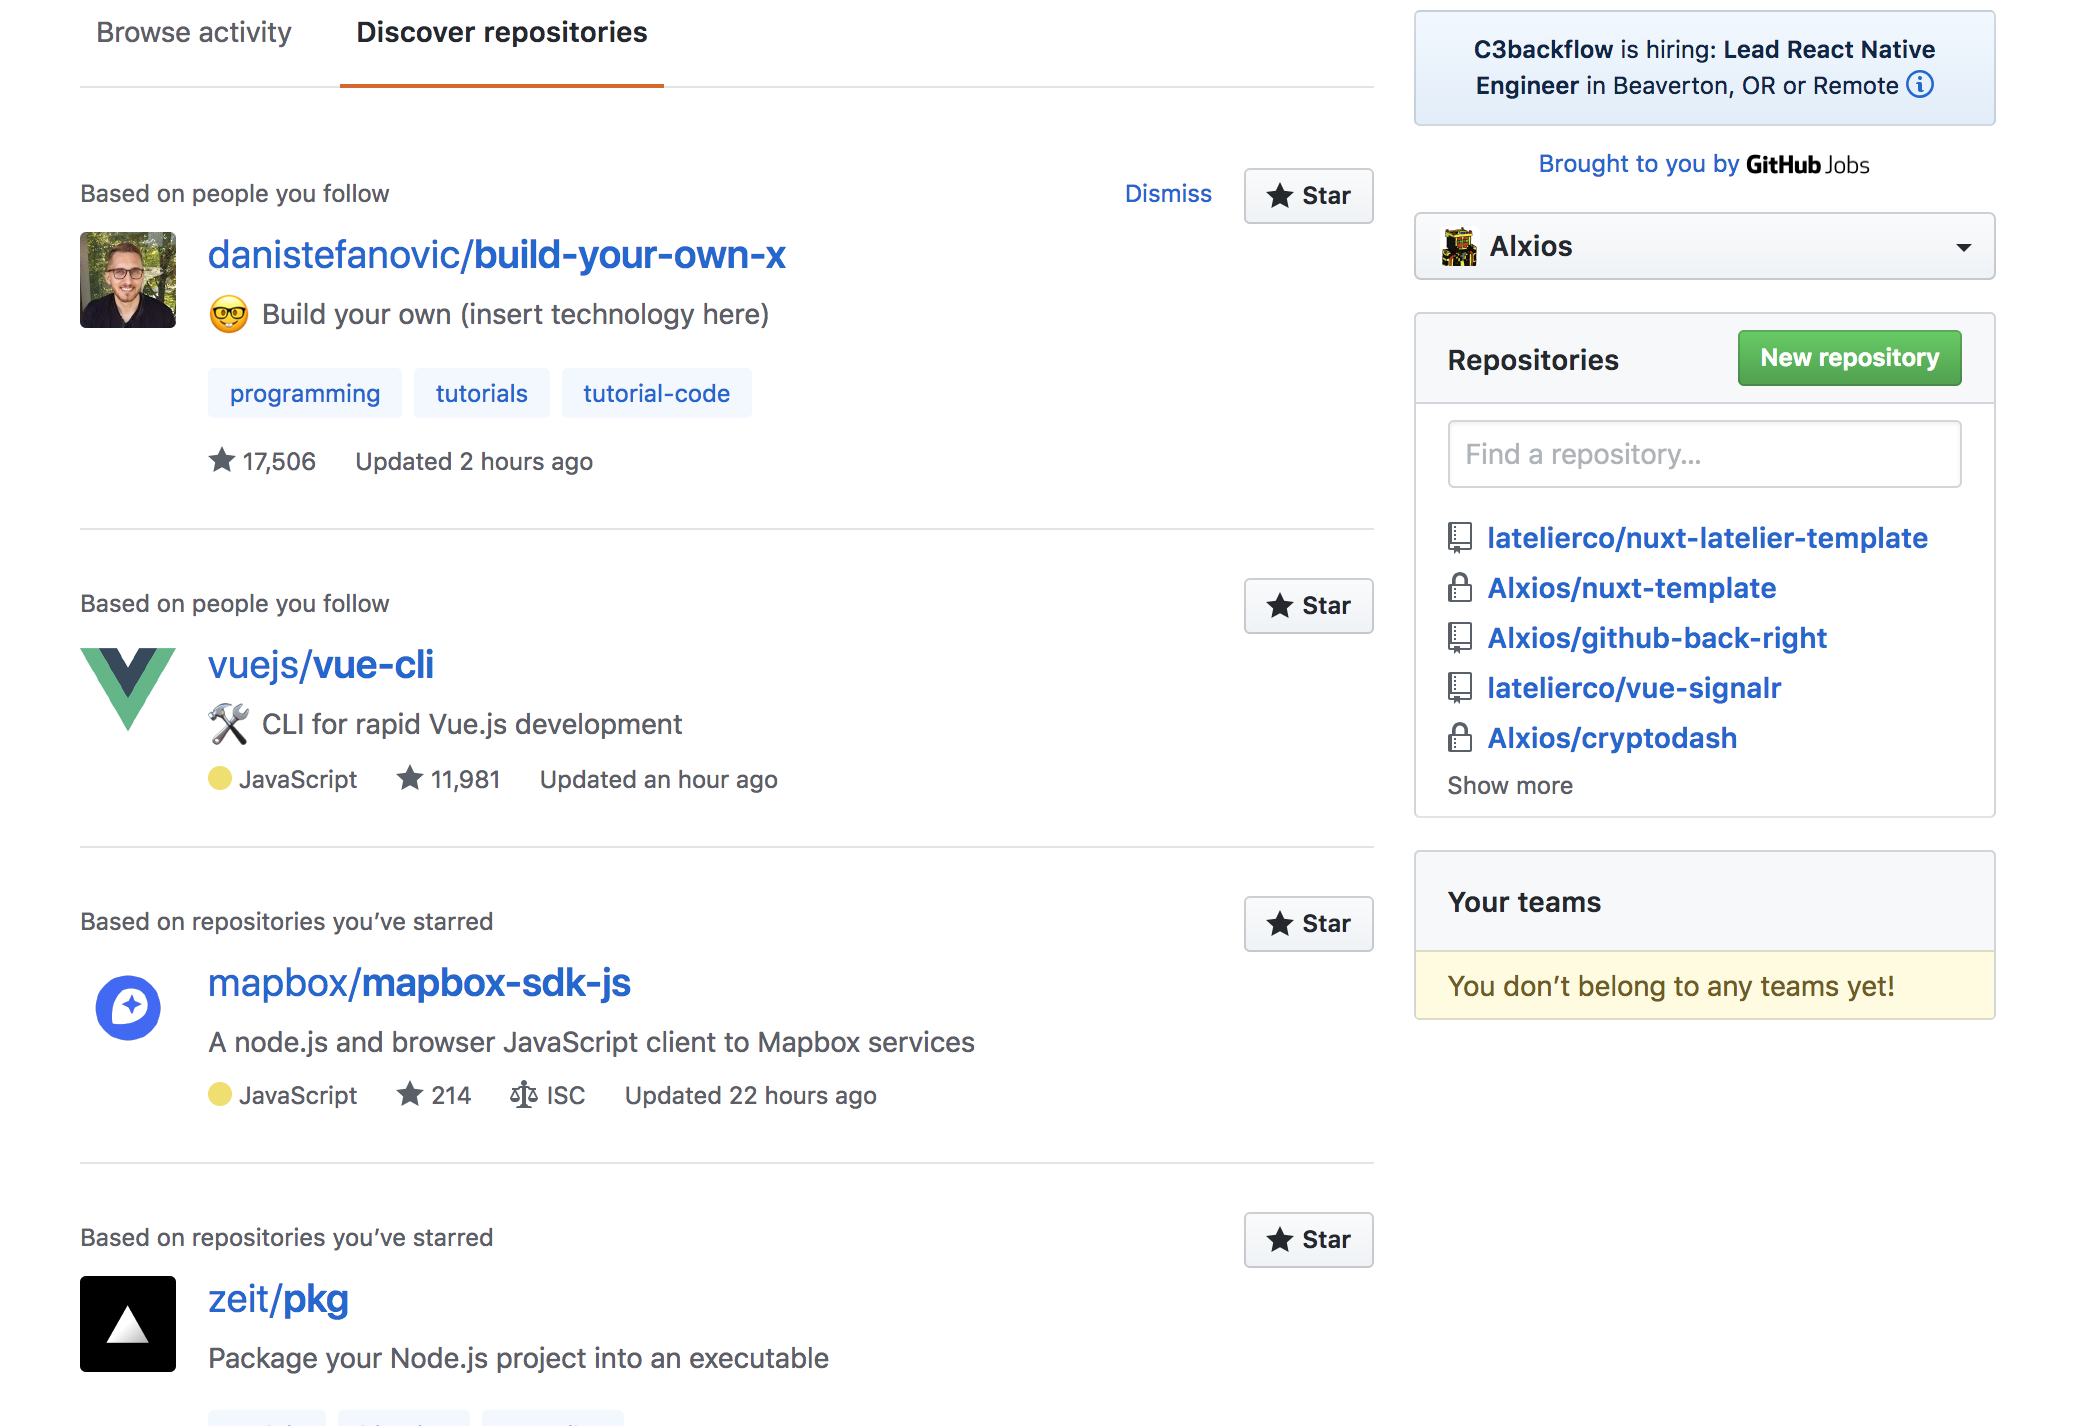 Browse activity
Discover repositories
Based on people you follow
Dismiss
Star
danistefanovic/build-your-own-x
Build your own (insert technology here)
programming
tutorials
tutorial-code
17,506
Updated 2 hours ago
Based on people you follow
Star
vuejs/vue-cli
CLI for rapid Vue.js development
JavaScript
11,981
Updated an hour ago
Based on repositories you’ve starred
Star
mapbox/mapbox-sdk-js
A node.js and browser JavaScript client to Mapbox services
JavaScript
214
ISC
Updated 22 hours ago
Based on repositories you’ve starred
Star
zeit/pkg
Package your Node.js project into an executable
C3backflow is hiring: Lead React Native
Engineer in Beaverton, OR or Remote
Brought to you by GitHub Jobs
Alxios
Repositories
New repository
Find a repository...
latelierco/nuxt-latelier-template
Alxios/nuxt-template
Alxios/github-back-right
latelierco/vue-signalr
Alxios/cryptodash
Show more
Your teams
You don’t belong to any teams yet!